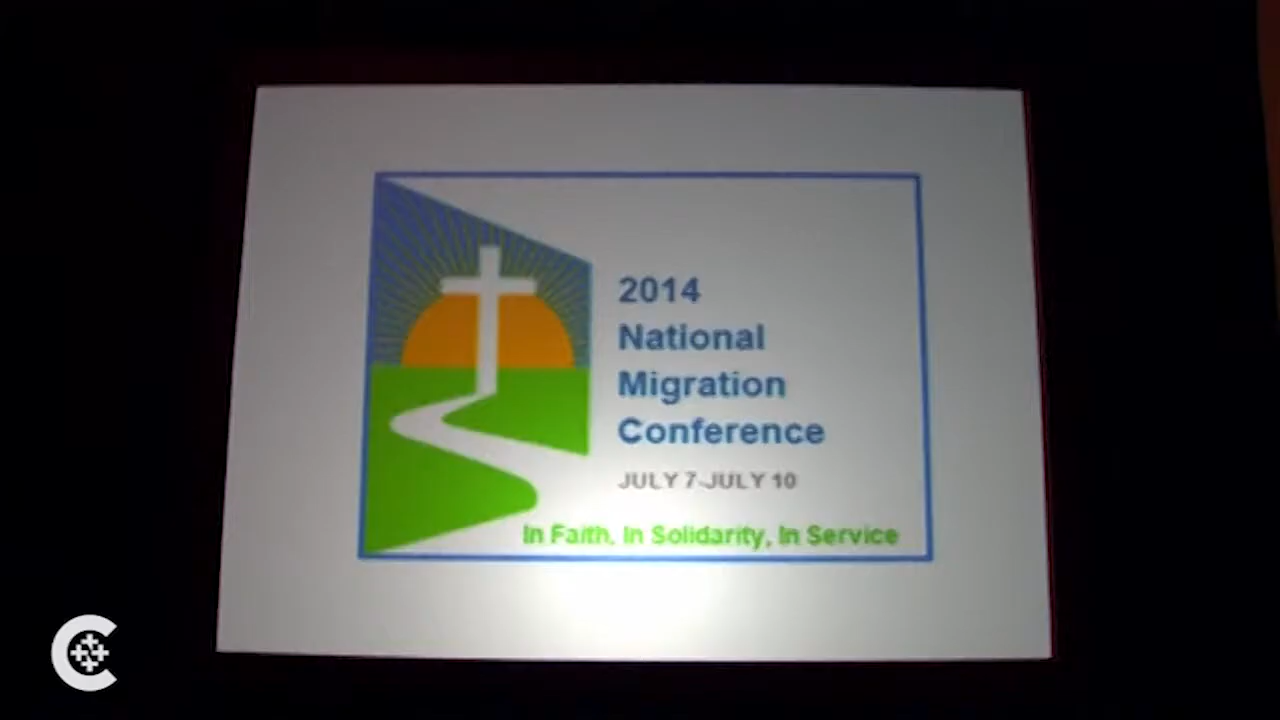 2014
National
Migration
Conference
JULY 7-JULY 10
In Faith, In Solidarity, In Service